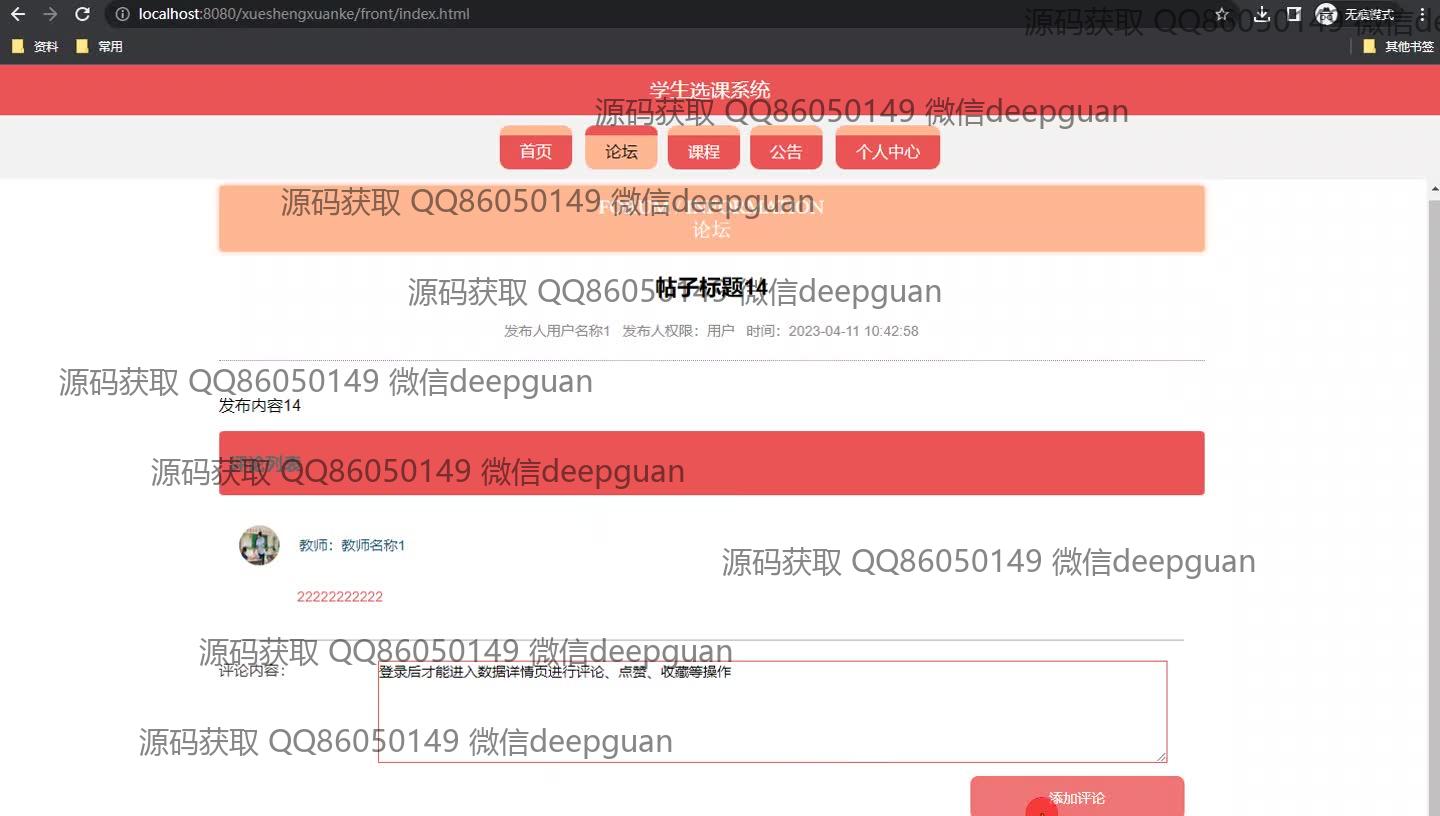 localhost:8080/xueshengxuanke/front/index.html
无痕模式
源码获取 QQ86050149 微信de
资料 常用 其他书签
学生选课系统
源码获取 QQ86050149 微信deepguan
首页 论坛 课程 公告 个人中心
源码获取 QQ86050149 微信deepguan
FORUM INFORMATION
论坛
帖子标题14
源码获取 QQ86050149 微信deepguan
发布人用户名称1 发布人权限：用户 时间：2023-04-11 10:42:58
源码获取 QQ86050149 微信deepguan
发布内容14
评论列表
源码获取 QQ86050149 微信deepguan
教师：教师名称1
源码获取 QQ86050149 微信deepguan
22222222222
源码获取 QQ86050149 微信deepguan
评论内容：
登录后才能进入数据详情页进行评论、点赞、收藏等操作
源码获取 QQ86050149 微信deepguan
添加评论